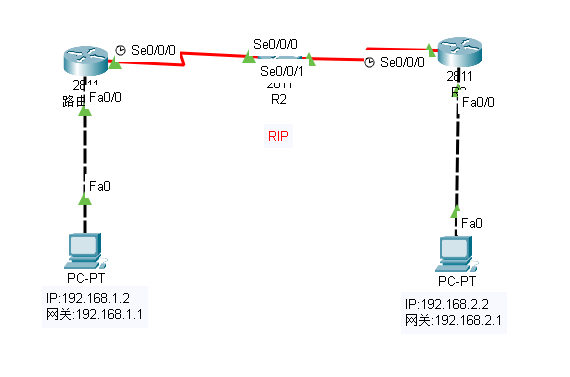 Se0/0/0
Se0/0/0
Se0/0/1
Se0/0/0
2811
R2
2811
路由
Fa0/0
Fa0/0
RIP
Fa0
Fa0
PC-PT
PC-PT
IP:192.168.1.2
网关:192.168.1.1
IP:192.168.2.2
网关:192.168.2.1